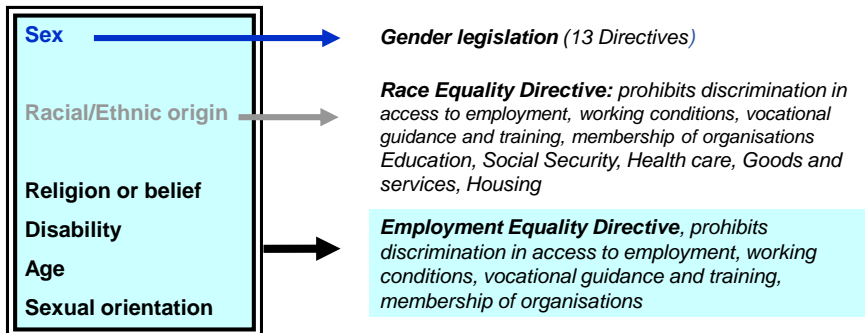 Sex
Gender legislation (13 Directives)
Racial/Ethnic origin
Race Equality Directive: prohibits discrimination in
access to employment, working conditions, vocational
guidance and training, membership of organisations
Education, Social Security, Health care, Goods and
services, Housing
Religion or belief
Disability
Age
Sexual orientation
Employment Equality Directive, prohibits
discrimination in access to employment, working
conditions, vocational guidance and training,
membership of organisations